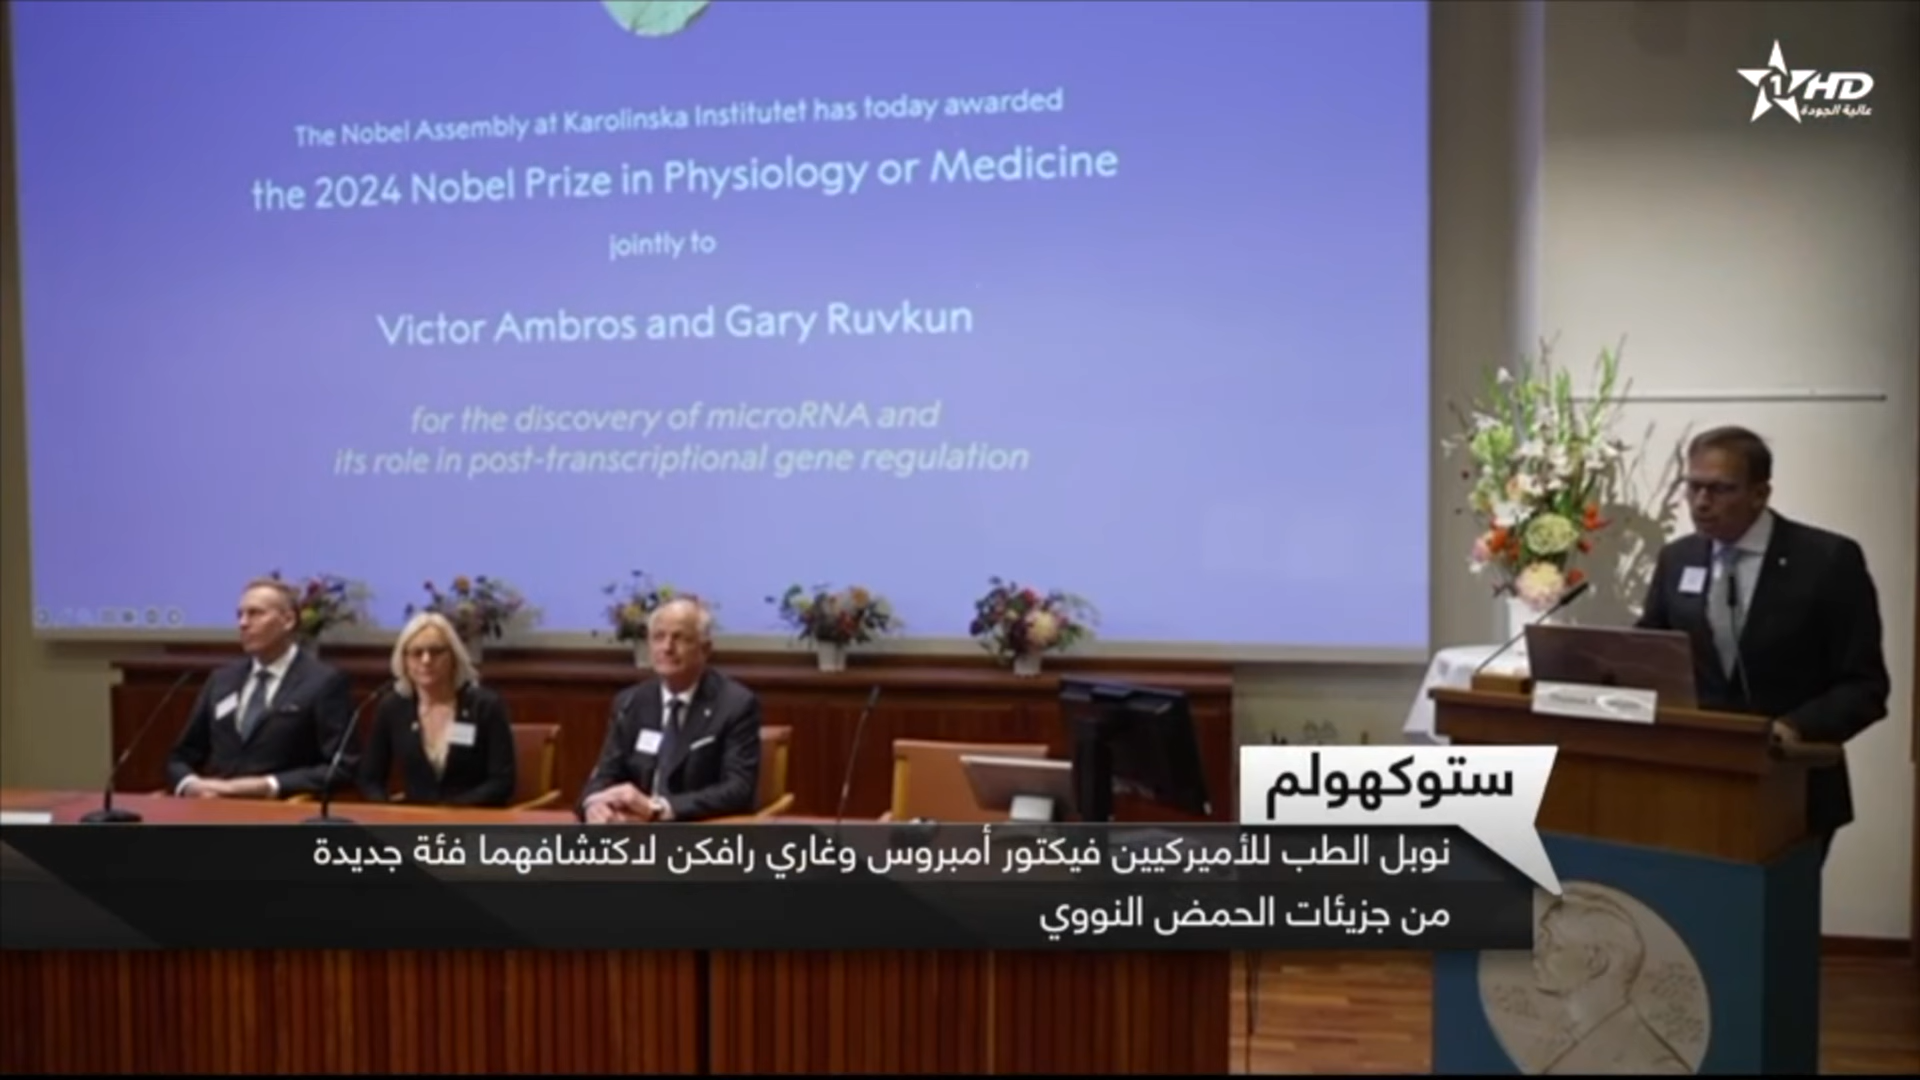 The Nobel Assembly at Karolinska Institutet has today awarded
the 2024 Nobel Prize in Physiology or Medicine
jointly to
Victor Ambros and Gary Ruvkun
for the discovery of microRNA and
its role in post-transcriptional gene regulation
1HD
عالية الجودة
ستوكهولم
نوبل الطب للأميركيين فيكتور أمبروس وغاري رافكن لاكتشافهما فئة جديدة
من جزيئات الحمض النووي